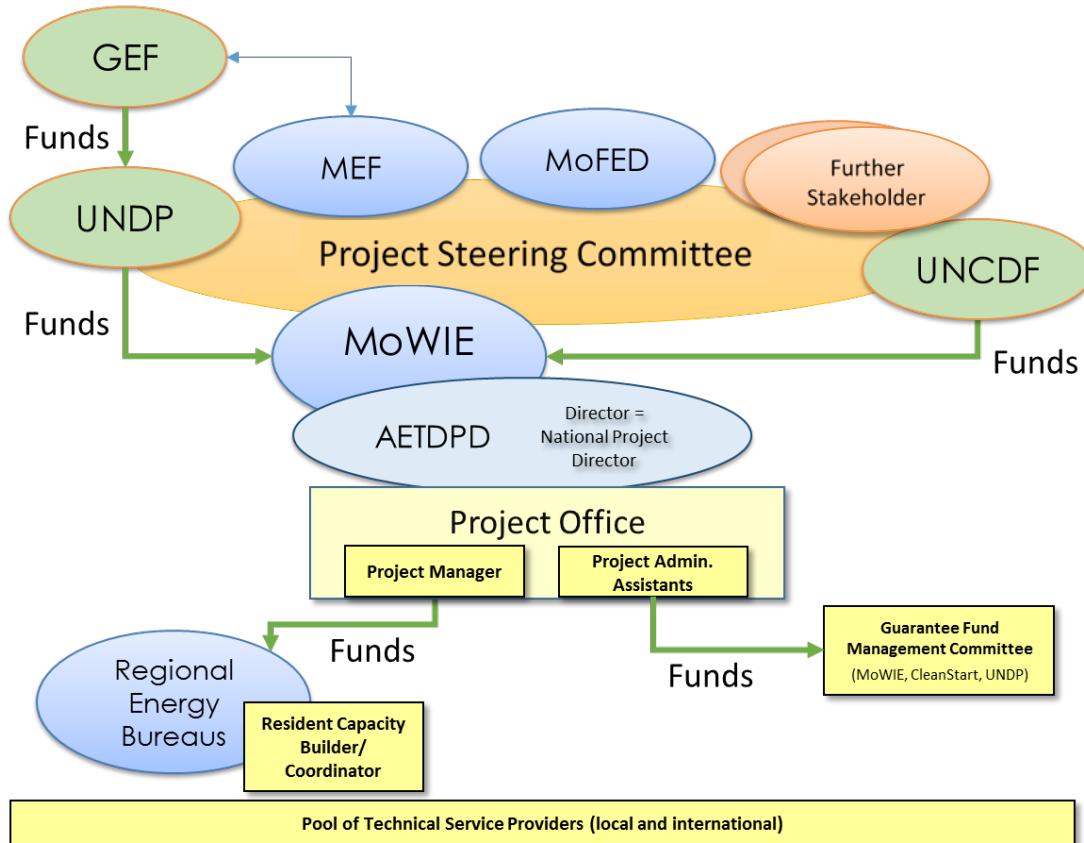 GEF
Funds
MEF
MoFED
Further
Stakeholder
UNDP
Project Steering Committee
UNCDF
Funds
MoWIE
Funds
AETDPD
Director =
National Project
Director
Project Office
Project Manager
Project Admin.
Assistants
Funds
Funds
Guarantee Fund
Management Committee
(MoWIE, CleanStart, UNDP)
Regional
Energy
Bureaus
Resident Capacity
Builder/
Coordinator
Pool of Technical Service Providers (local and international)